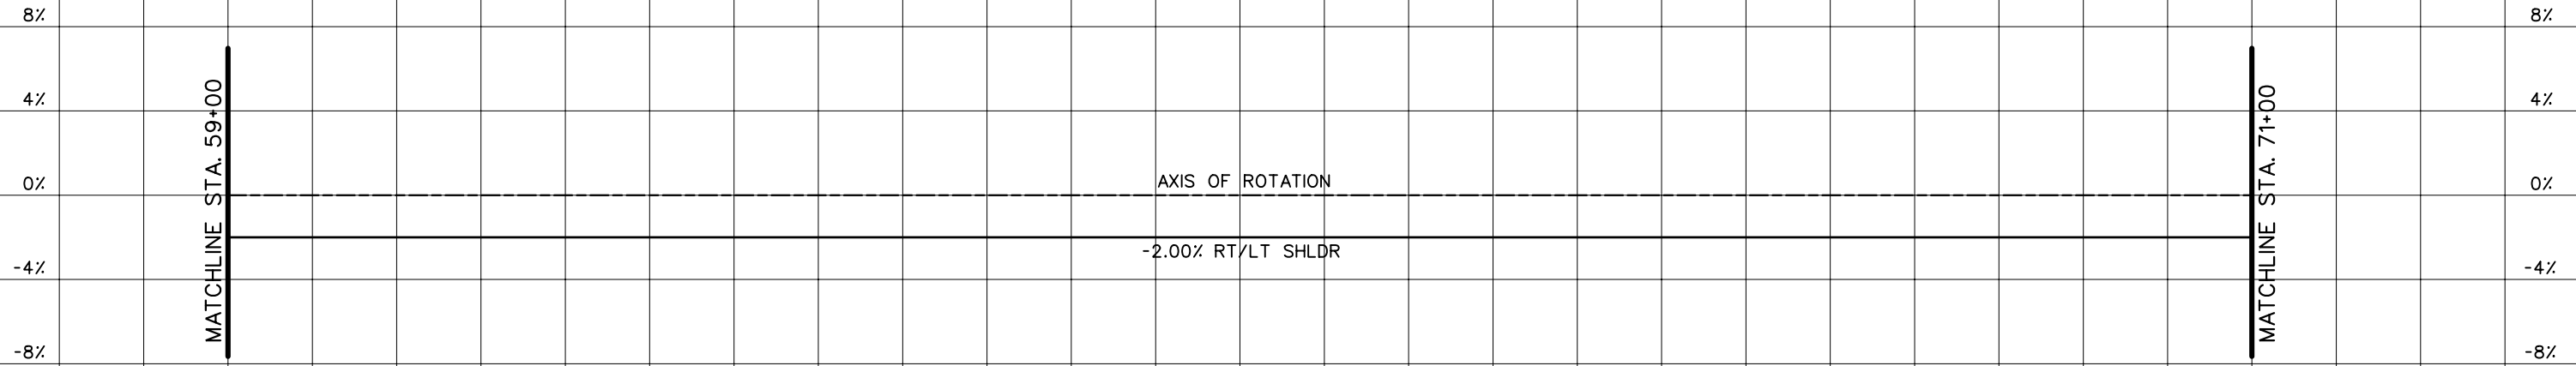 8% 8%
4% 4%
MATCHLINE STA. 59+00
MATCHLINE STA. 71+00
0% AXIS OF ROTATION 0%
-2.00% RT/LT SHLDR
-4% -4%
-8% -8%